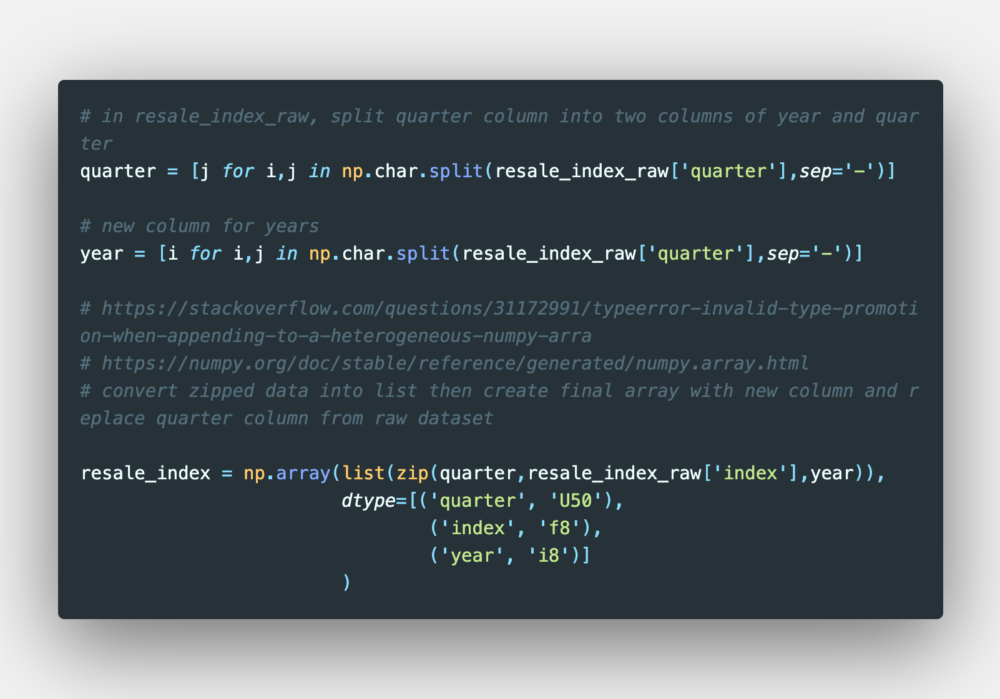 # in resale_index_raw, split quarter column into two columns of year and quar
ter
quarter = [j for i,j in np.char.split(resale_index_raw['quarter'],sep='-')]
# new column for years
year = [i for i,j in np.char.split(resale_index_raw['quarter'],sep='-')]
# https://stackoverflow.com/questions/31172991/typeerror-invalid-type-promoti
on-when-appending-to-a-heterogeneous-numpy-arra
# https://numpy.org/doc/stable/reference/generated/numpy.array.html
# convert zipped data into list then create final array with new column and r
eplace quarter column from raw dataset
resale_index = np.array(list(zip(quarter,resale_index_raw['index'],year)),
dtype=[('quarter', 'U50'),
('index', 'f8'),
('year', 'i8')]
)